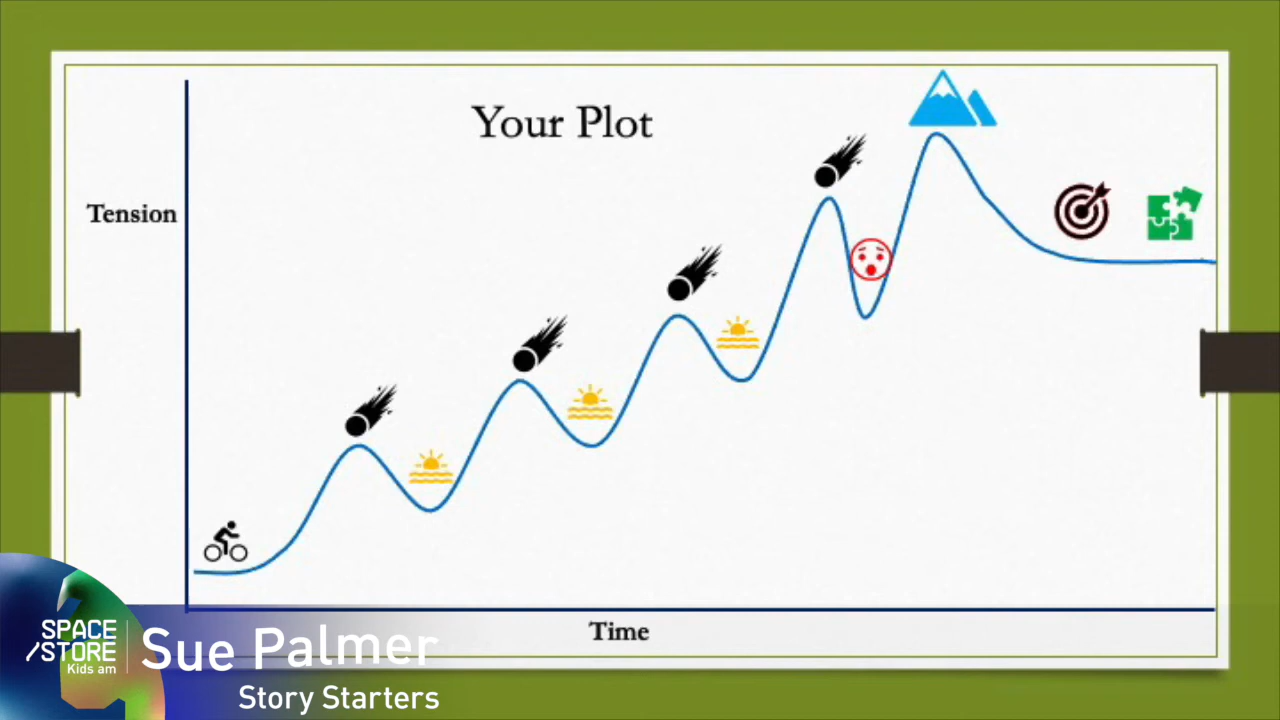 Your Plot
Tension
Time
SPACE
/STORE
Kids am
Sue Palmer
Story Starters